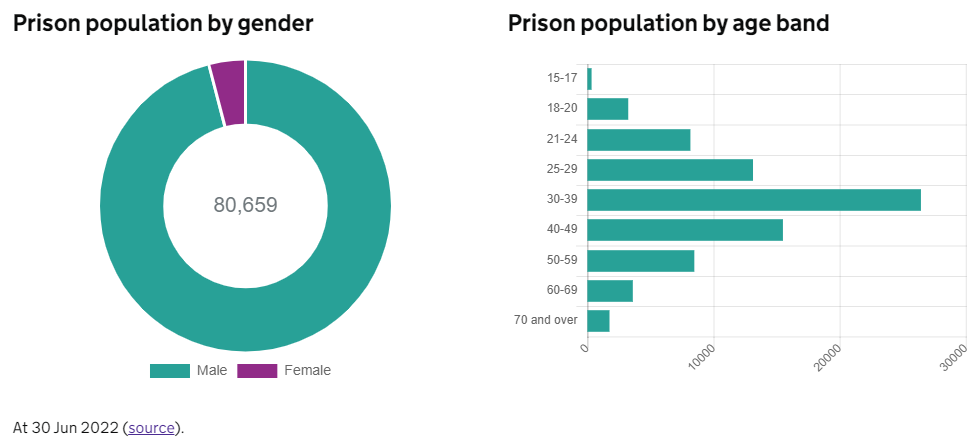 Prison population by gender
80,659
Male
Female
At 30 Jun 2022 (source).
Prison population by age band
15-17
18-20
21-24
25-29
30-39
40-49
50-59
60-69
70 and over
0
10000
20000
30000